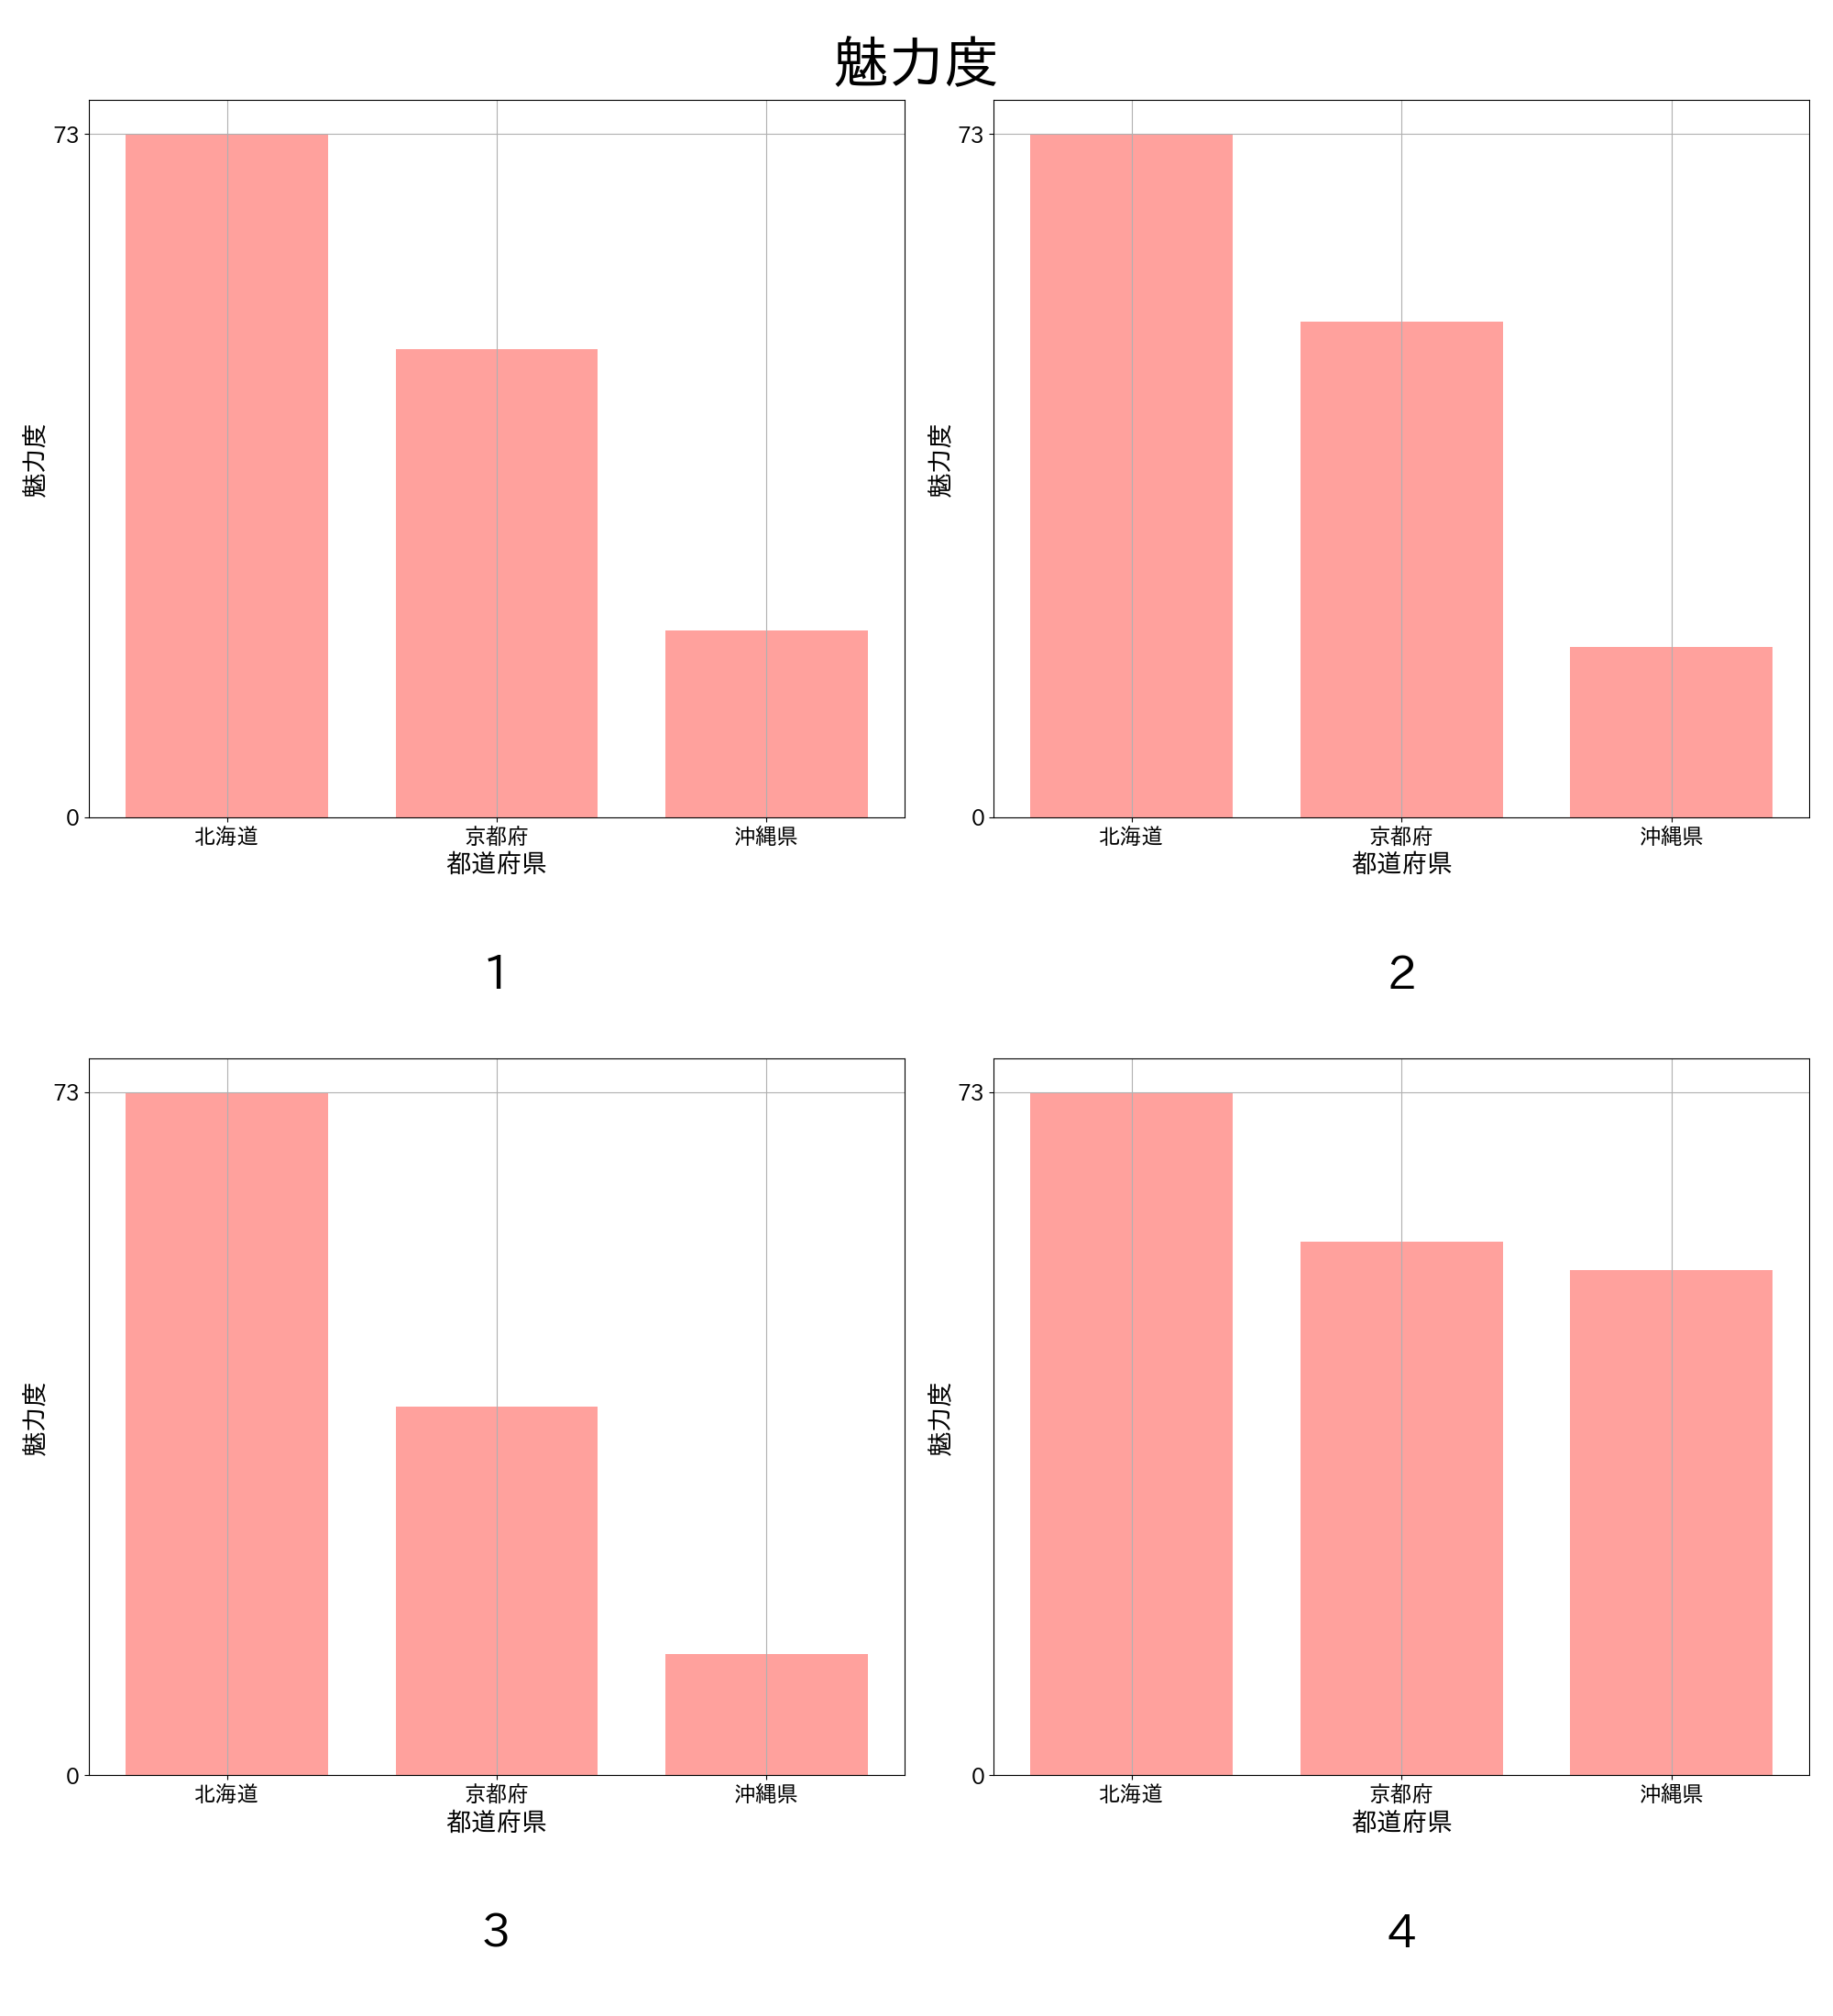 魅力度
73
0
魅力度
北海道 京都府 沖縄県
都道府県
1
73
0
魅力度
北海道 京都府 沖縄県
都道府県
2
73
0
魅力度
北海道 京都府 沖縄県
都道府県
3
73
0
魅力度
北海道 京都府 沖縄県
都道府県
4